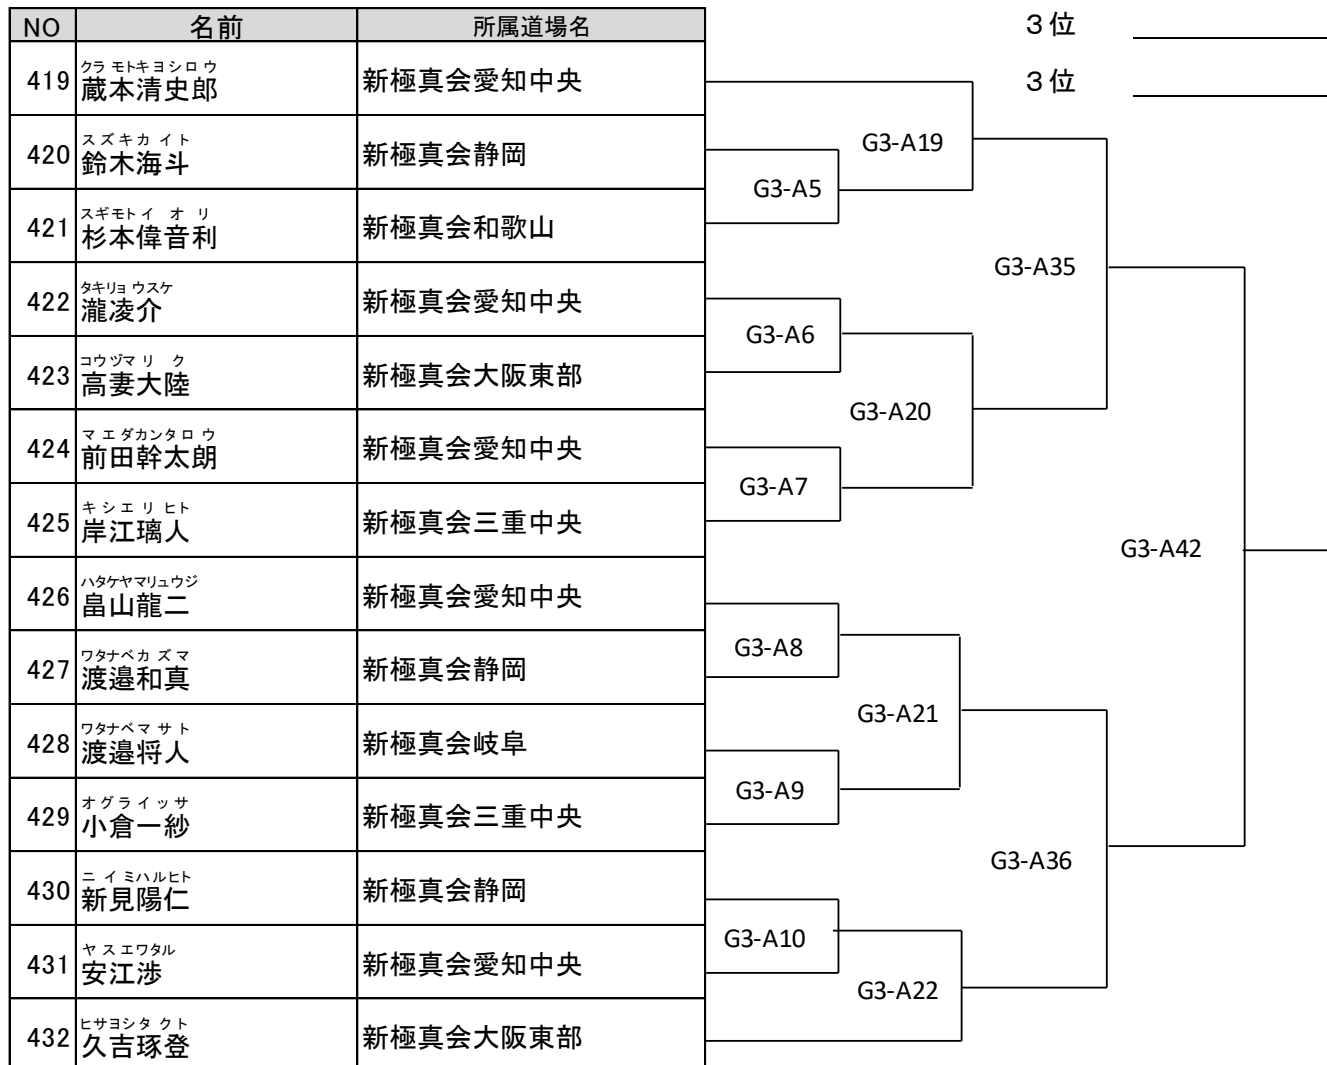 NO 名前 所属道場名
3位
3位
クラモトキヨシロウ
419 蔵本清史郎 新極真会愛知中央
スズキカイト
420 鈴木海斗 新極真会静岡
スギモトイオリ
421 杉本偉音利 新極真会和歌山
タキリョウスケ
422 瀧凌介 新極真会愛知中央
コウヅマリク
423 高妻大陸 新極真会大阪東部
マエダカンタロウ
424 前田幹太朗 新極真会愛知中央
キシエリヒト
425 岸江璃人 新極真会三重中央
ハタケヤマリュウジ
426 畠山龍二 新極真会愛知中央
ワタナベカズマ
427 渡邉和真 新極真会静岡
ワタナベマサト
428 渡邉将人 新極真会岐阜
オグライッサ
429 小倉一紗 新極真会三重中央
ニイミハルヒト
430 新見陽仁 新極真会静岡
ヤスエワタル
431 安江渉 新極真会愛知中央
ヒサヨシタクト
432 久吉琢登 新極真会大阪東部
G3-A19
G3-A5
G3-A35
G3-A6
G3-A20
G3-A7
G3-A42
G3-A8
G3-A21
G3-A9
G3-A36
G3-A10
G3-A22